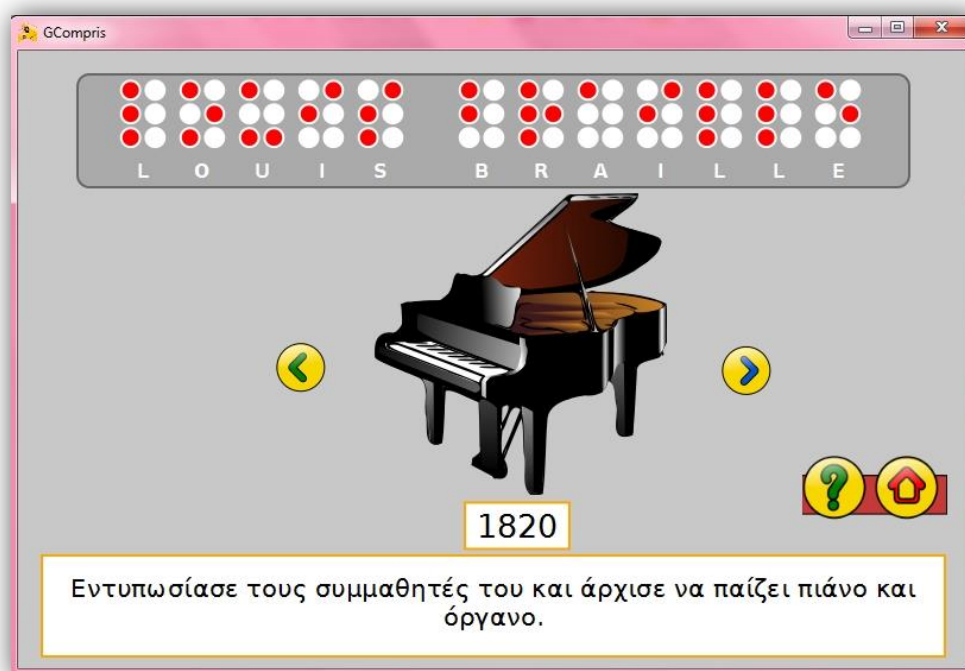 GCompris
L O U I S B R A I L L E
1820
Εντυπωσίασε τους συμμαθητές του και άρχισε να παίζει πιάνο και
όργανο.